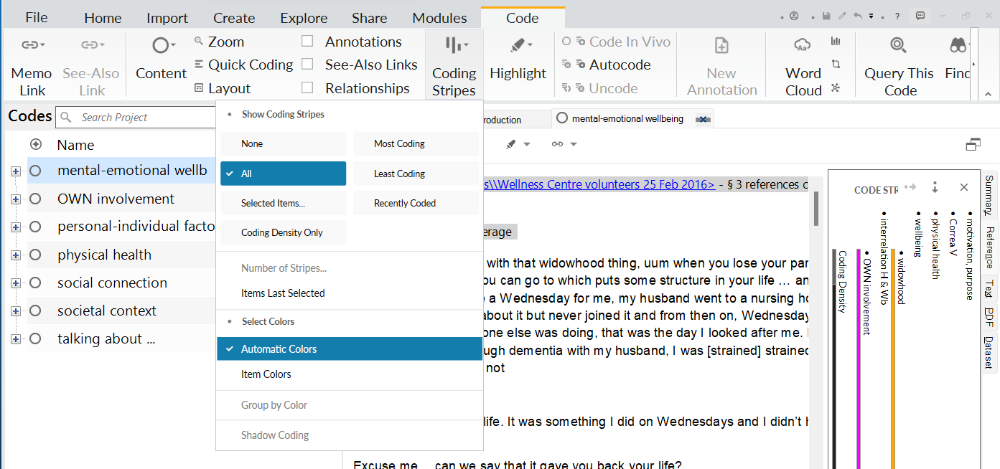 File Home Import Create Explore Share Modules Code
Memo Link
See-Also Link
Content
Zoom
Quick Coding
Layout
Annotations
See-Also Links
Relationships
Coding Stripes
Highlight
Code In Vivo
Autocode
Uncode
New Annotation
Word Cloud
Query This Code
Find
Codes
Search Project
Name
mental-emotional wellb
OWN involvement
personal-individual facto
physical health
social connection
societal context
talking about ...
Show Coding Stripes
None
Most Coding
All
Least Coding
Selected Items...
Recently Coded
Coding Density Only
Number of Stripes...
Items Last Selected
Select Colors
Automatic Colors
Item Colors
Group by Color
Shadow Coding
roduction
mental-emotional wellbeing
s\\Wellness Centre volunteers 25 Feb 2016> - § 3 references c
erage
with that widowhood thing, uum when you lose your par
ou can go to which puts some structure in your life … an
e a Wednesday for me, my husband went to a nursing ho
about it but never joined it and from then on, Wednesday
one else was doing, that was the day I looked after me. I
ugh dementia with my husband, I was [strained] strained
not
life. It was something I did on Wednesdays and I didn't h
Excuse me … can we say that it gave you back your life?
CODE STR
Coding Density
OWN involvement
interrelation H & Wb
widowhood
wellbeing
physical health
Correa V
motivation, purpose
Summary
Reference
Text
PDF
Dataset